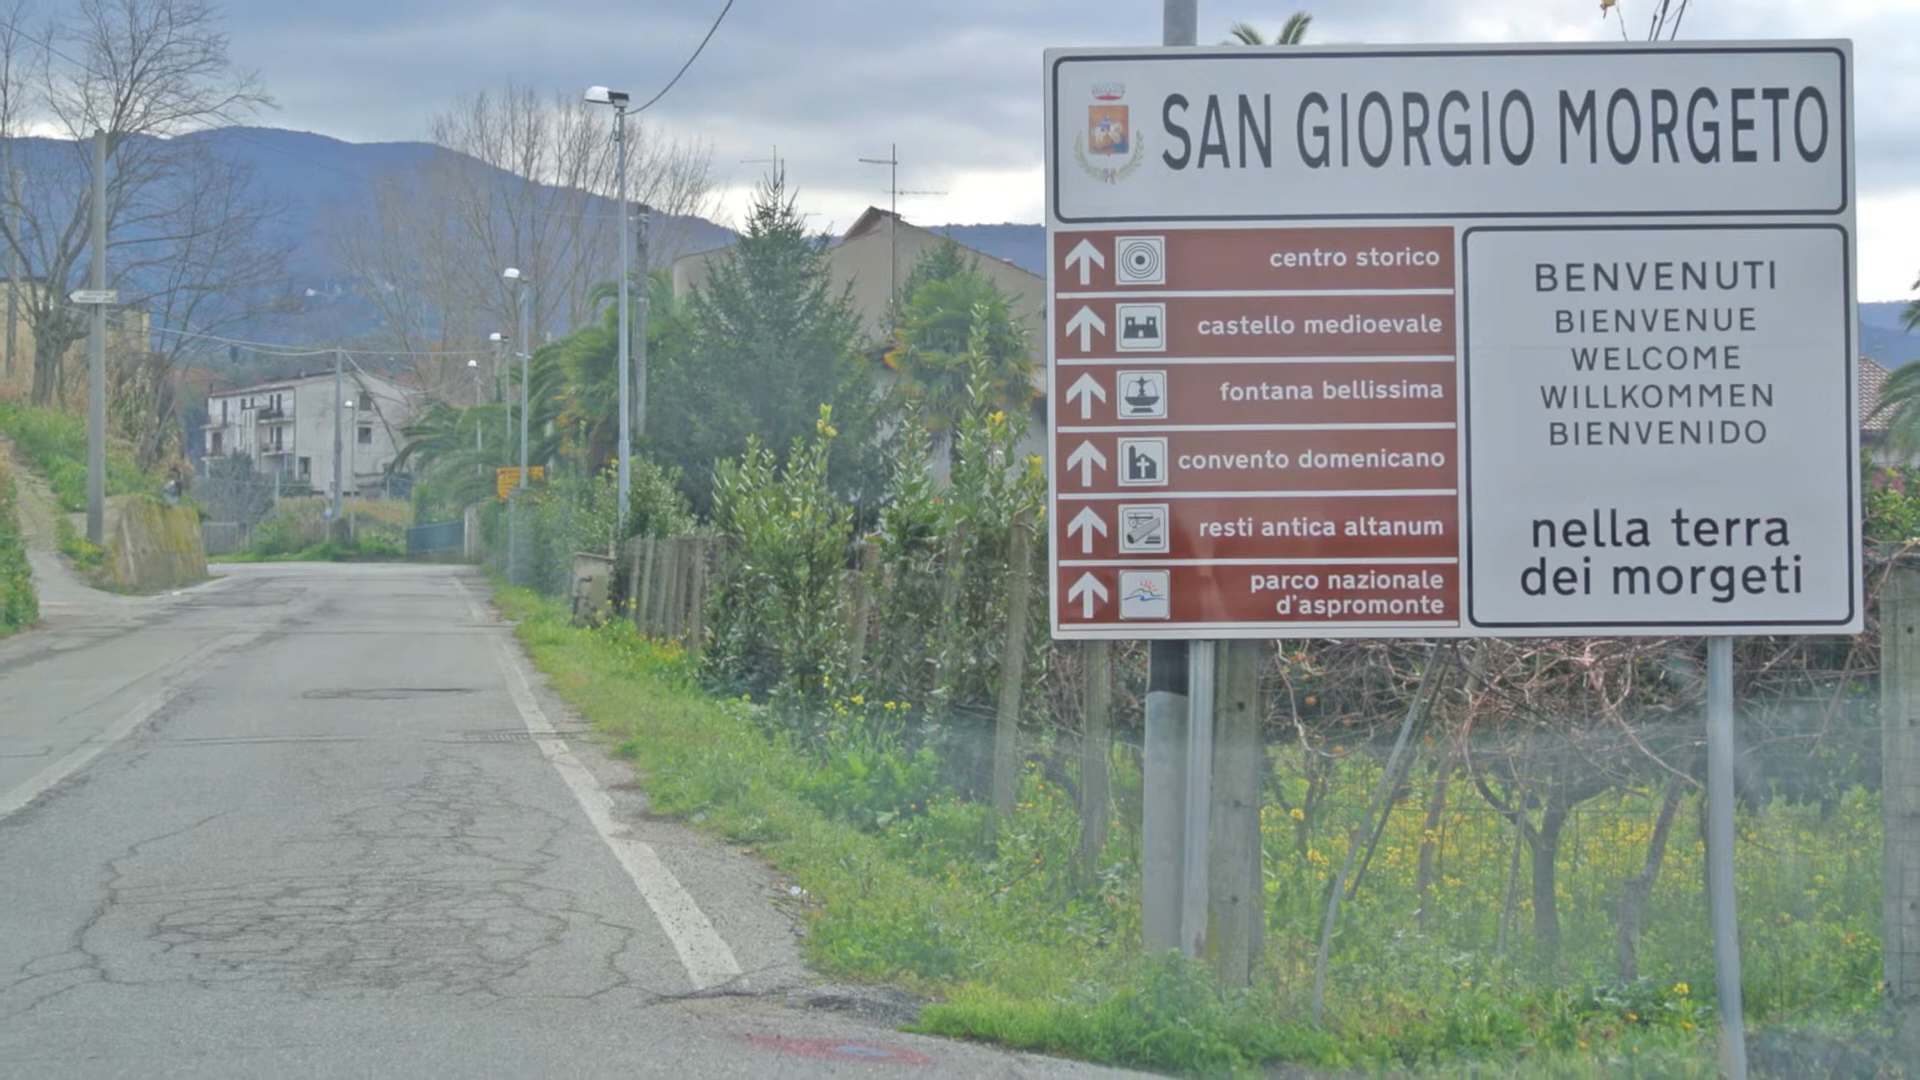 SAN GIORGIO MORGETO
centro storico
castello medioevale
fontana bellissima
convento domenicano
resti antica altanum
parco nazionale
d'aspromonte
BENVENUTI
BIENVENUE
WELCOME
WILLKOMMEN
BIENVENIDO
nella terra
dei morgeti